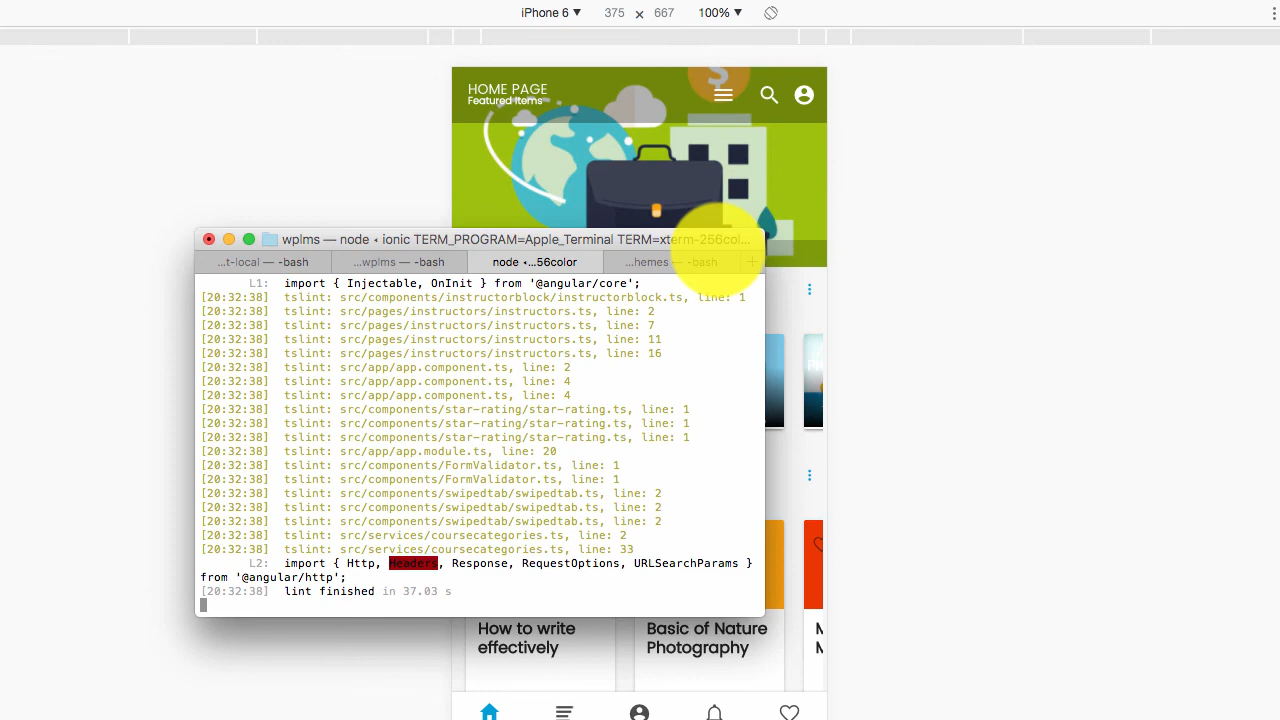 iPhone 6 ▼ 375 × 667 100% ▼
HOME PAGE
Featured Items
$
wplms — node ◂ ionic TERM_PROGRAM=Apple_Terminal TERM=xterm-256col...
...t-local — -bash ...wplms — -bash node ◂...56color ...hemes — -bash +
L1: import { Injectable, OnInit } from '@angular/core';
[20:32:38] tslint: src/components/instructorblock/instructorblock.ts, line: 1
[20:32:38] tslint: src/pages/instructors/instructors.ts, line: 2
[20:32:38] tslint: src/pages/instructors/instructors.ts, line: 7
[20:32:38] tslint: src/pages/instructors/instructors.ts, line: 11
[20:32:38] tslint: src/pages/instructors/instructors.ts, line: 16
[20:32:38] tslint: src/app/app.component.ts, line: 2
[20:32:38] tslint: src/app/app.component.ts, line: 4
[20:32:38] tslint: src/app/app.component.ts, line: 4
[20:32:38] tslint: src/components/star-rating/star-rating.ts, line: 1
[20:32:38] tslint: src/components/star-rating/star-rating.ts, line: 1
[20:32:38] tslint: src/components/star-rating/star-rating.ts, line: 1
[20:32:38] tslint: src/app/app.module.ts, line: 20
[20:32:38] tslint: src/components/FormValidator.ts, line: 1
[20:32:38] tslint: src/components/FormValidator.ts, line: 1
[20:32:38] tslint: src/components/swipedtab/swipedtab.ts, line: 2
[20:32:38] tslint: src/components/swipedtab/swipedtab.ts, line: 2
[20:32:38] tslint: src/components/swipedtab/swipedtab.ts, line: 2
[20:32:38] tslint: src/services/coursecategories.ts, line: 2
[20:32:38] tslint: src/services/coursecategories.ts, line: 33
L2: import { Http, Headers, Response, RequestOptions, URLSearchParams }
from '@angular/http';
[20:32:38] lint finished in 37.03 s
How to write
effectively
Basic of Nature
Photography
M
M